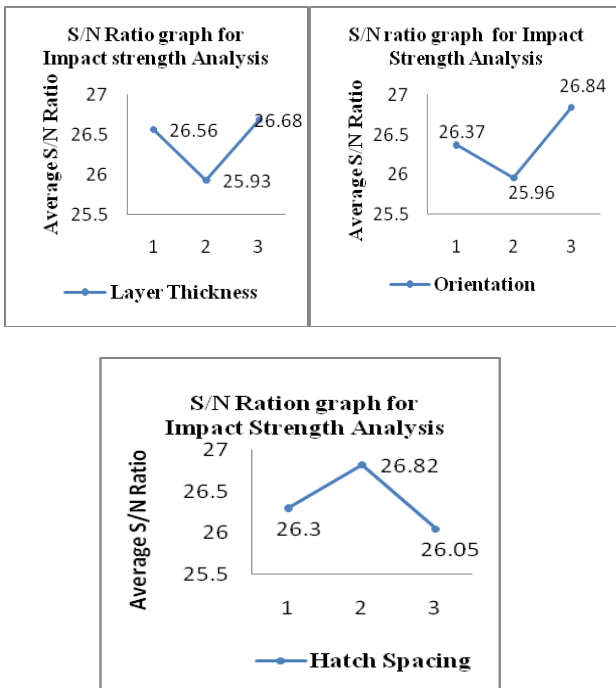 S/N Ratio graph for
Impact strength Analysis
Average S/N Ratio
27
26.5
26
25.5
26.56
25.93
26.68
1 2 3
Layer Thickness
S/N ratio graph for Impact
Strength Analysis
Average S/N Ratio
27
26.5
26
25.5
26.37
25.96
26.84
1 2 3
Orientation
S/N Ration graph for
Impact Strength Analysis
Average S/N Ratio
27
26.5
26
25.5
26.3
26.82
26.05
1 2 3
Hatch Spacing